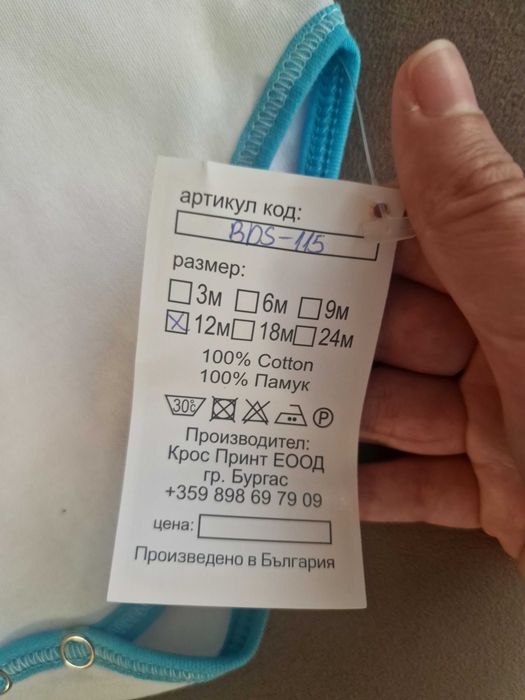 артикул код:
BDS-115
размер:
3м 6м 9м
12м 18м 24м
100% Cotton
100% Памук
30°C P
Производител:
Крос Принт ЕООД
гр. Бургас
+359 898 69 79 09
цена:
Произведено в България